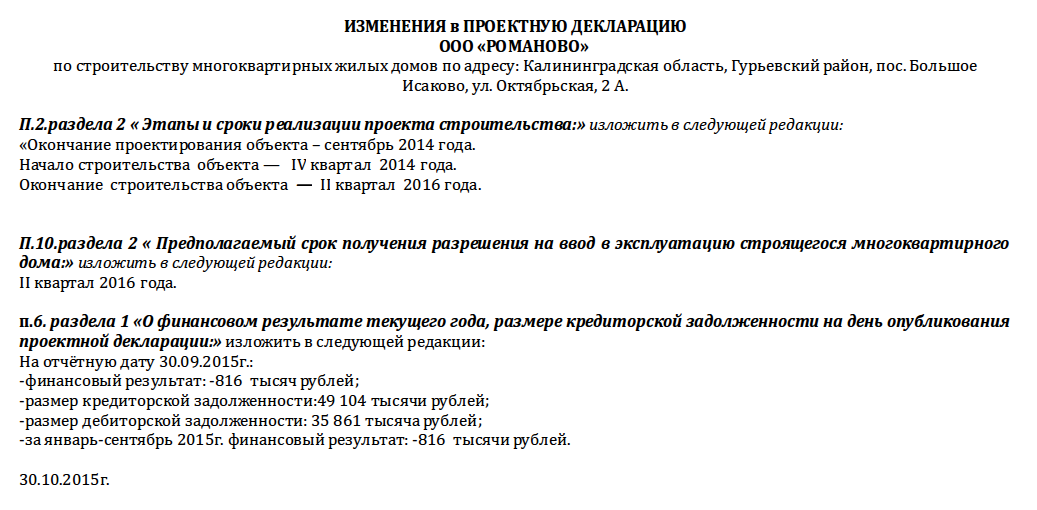 ИЗМЕНЕНИЯ в ПРОЕКТНУЮ ДЕКЛАРАЦИЮ
ООО «РОМАНОВО»
по строительству многоквартирных жилых домов по адресу: Калининградская область, Гурьевский район, пос. Большое
Исаково, ул. Октябрьская, 2 А.
П.2.раздела 2 « Этапы и сроки реализации проекта строительства:» изложить в следующей редакции:
«Окончание проектирования объекта – сентябрь 2014 года.
Начало строительства объекта — IV квартал 2014 года.
Окончание строительства объекта — II квартал 2016 года.
П.10.раздела 2 « Предполагаемый срок получения разрешения на ввод в эксплуатацию строящегося многоквартирного
дома:» изложить в следующей редакции:
II квартал 2016 года.
п.6. раздела 1 «О финансовом результате текущего года, размере кредиторской задолженности на день опубликования
проектной декларации:» изложить в следующей редакции:
На отчётную дату 30.09.2015г.:
-финансовый результат: -816 тысяч рублей;
-размер кредиторской задолженности:49 104 тысячи рублей;
-размер дебиторской задолженности: 35 861 тысяча рублей;
-за январь-сентябрь 2015г. финансовый результат: -816 тысячи рублей.
30.10.2015г.